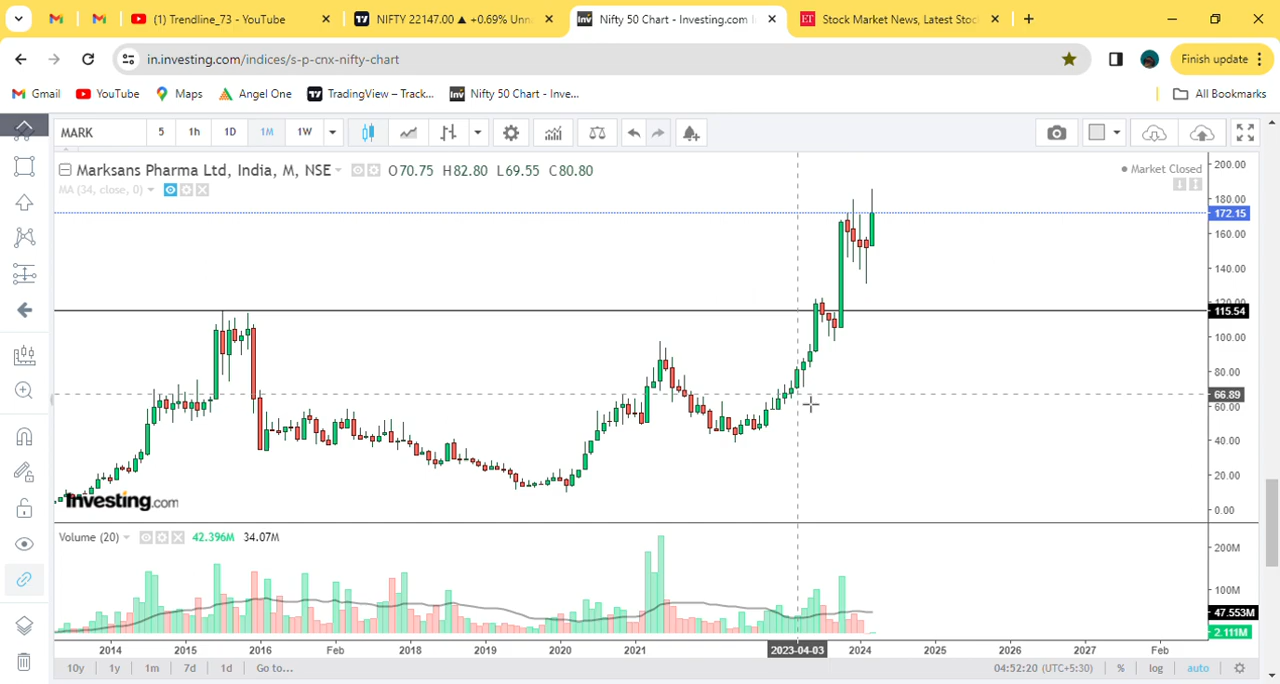 (1) Trendline_73 - YouTube
NIFTY 22147.00 ▲ +0.69% Unn
Nifty 50 Chart - Investing.com I
ET Stock Market News, Latest Stoc
in.investing.com/indices/s-p-cnx-nifty-chart
Finish update
Gmail
YouTube
Maps
Angel One
TradingView – Track...
Inv Nifty 50 Chart - Inve...
All Bookmarks
MARK 5 1h 1D 1M 1W
Marksans Pharma Ltd, India, M, NSE O70.75 H82.80 L69.55 C80.80
Market Closed
MA (34, close, 0)
200.00
180.00
172.15
160.00
140.00
120.00
115.54
100.00
80.00
66.89
60.00
40.00
20.00
0.00
Investing.com
Volume (20) 42.396M 34.07M
200M
100M
47.553M
2.111M
2014 2015 2016 Feb 2018 2019 2020 2021 2023-04-03 2024 2025 2026 2027 Feb
10y 1y 1m 7d 1d Go to... 04:52:20 (UTC+5:30) % log auto